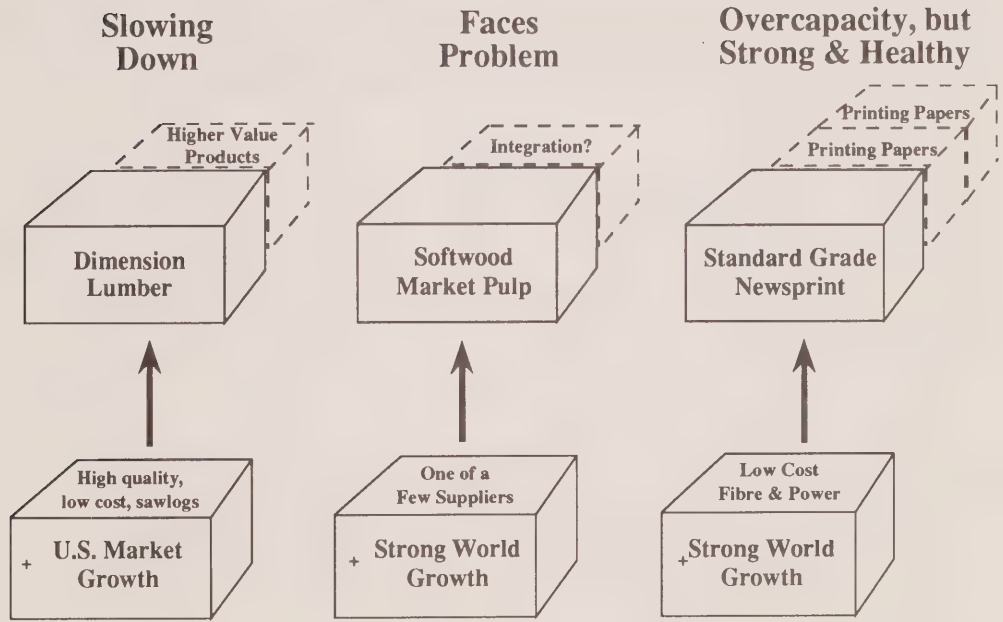 Slowing
Down
Higher Value
Products
Dimension
Lumber
High quality,
low cost, sawlogs
+ U.S. Market
Growth
Faces
Problem
Integration?
Softwood
Market Pulp
One of a
Few Suppliers
+ Strong World
Growth
Overcapacity, but
Strong & Healthy
Printing Papers
Printing Papers
Standard Grade
Newsprint
Low Cost
Fibre & Power
+ Strong World
Growth